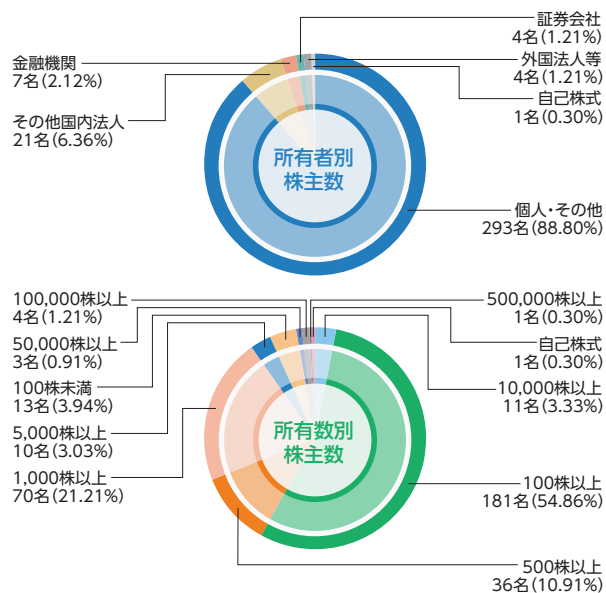 証券会社
4名(1.21%)
外国法人等
4名(1.21%)
自己株式
1名(0.30%)
金融機関
7名(2.12%)
その他国内法人
21名(6.36%)
所有者別
株主数
個人・その他
293名(88.80%)
100,000株以上
4名(1.21%)
50,000株以上
3名(0.91%)
100株未満
13名(3.94%)
5,000株以上
10名(3.03%)
1,000株以上
70名(21.21%)
所有数別
株主数
500,000株以上
1名(0.30%)
自己株式
1名(0.30%)
10,000株以上
11名(3.33%)
100株以上
181名(54.86%)
500株以上
36名(10.91%)